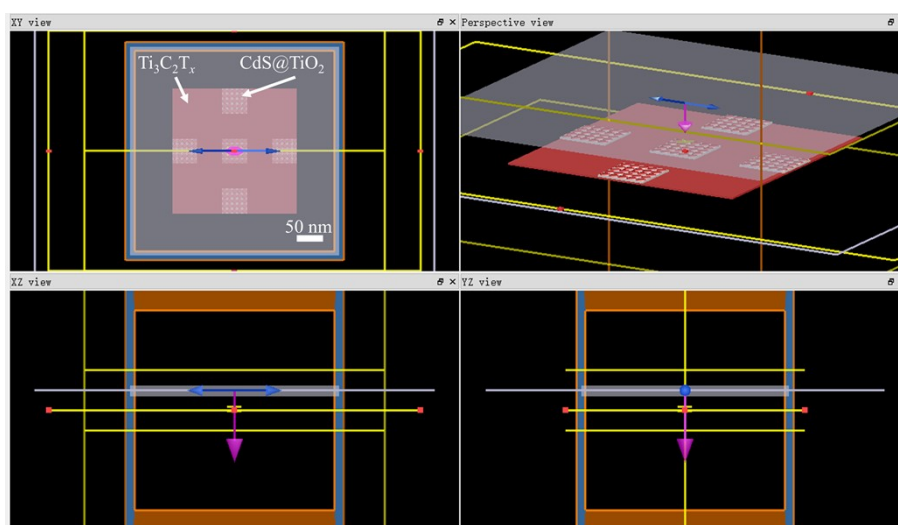 XY view
Perspective view
Ti₃C₂Tₓ
CdS@TiO₂
50 nm
XZ view
YZ view